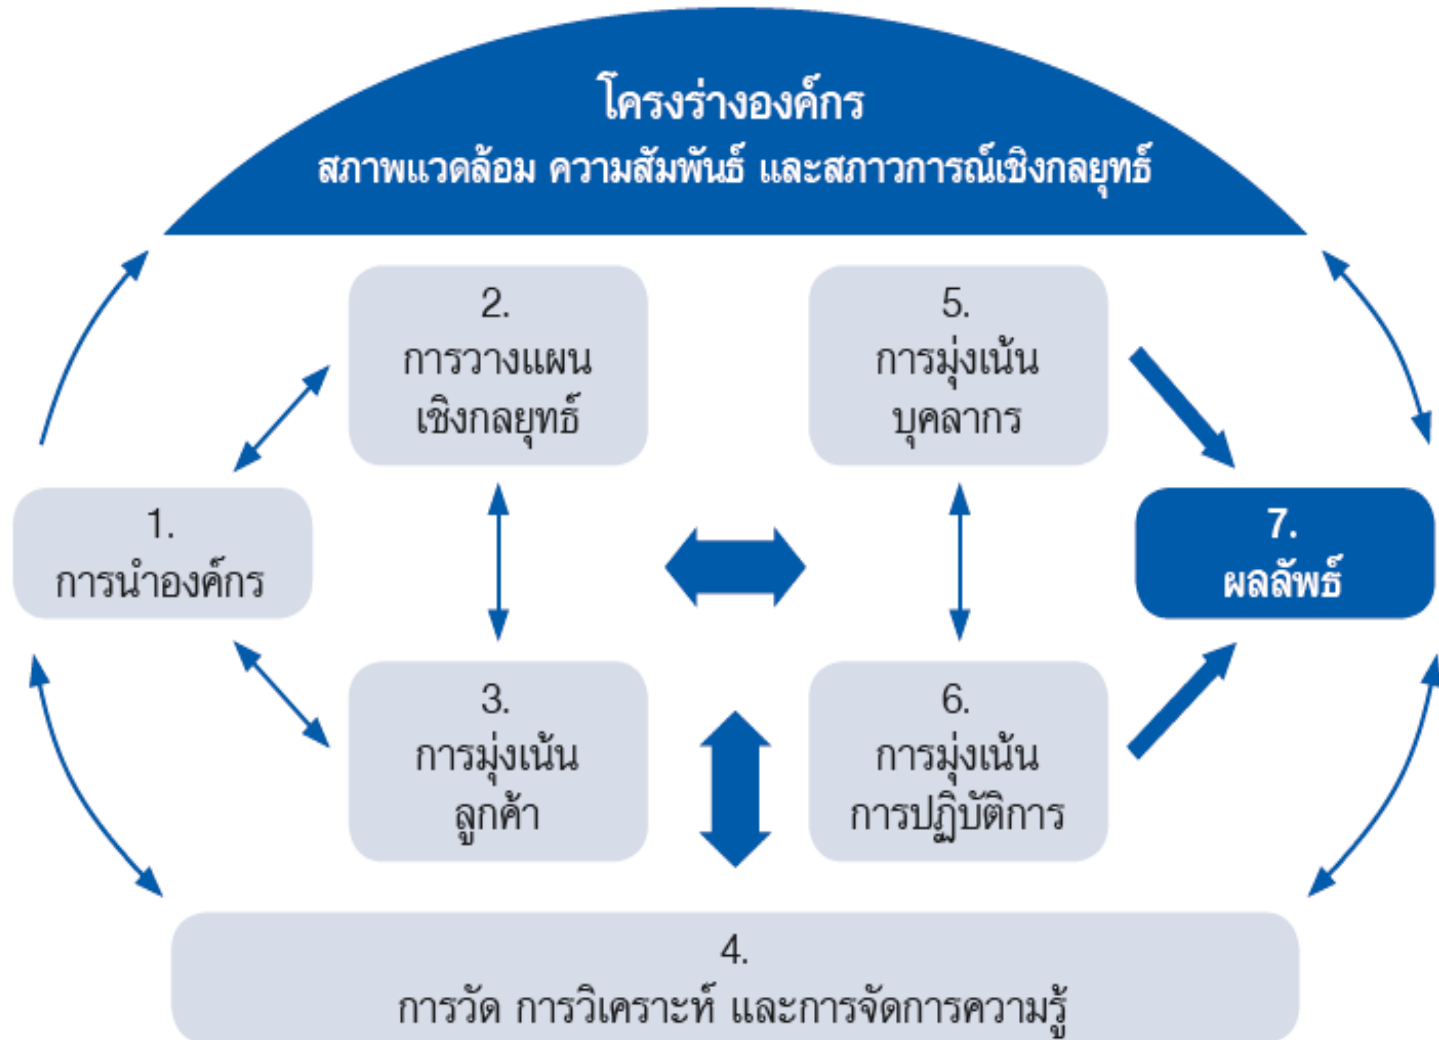 โครงร่างองค์กร
สภาพแวดล้อม ความสัมพันธ์ และสภาวการณ์เชิงกลยุทธ์
2.
การวางแผน
เชิงกลยุทธ์
5.
การมุ่งเน้น
บุคลากร
1.
การนำองค์กร
7.
ผลลัพธ์
3.
การมุ่งเน้น
ลูกค้า
6.
การมุ่งเน้น
การปฏิบัติการ
4.
การวัด การวิเคราะห์ และการจัดการความรู้